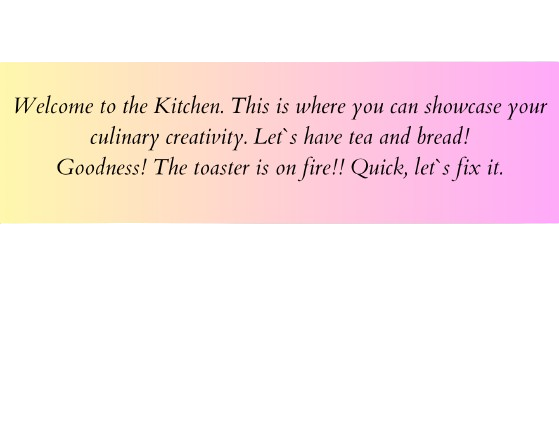 Welcome to the Kitchen. This is where you can showcase your
culinary creativity. Let`s have tea and bread!
Goodness! The toaster is on fire!! Quick, let`s fix it.